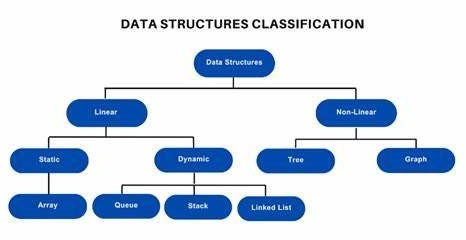 DATA STRUCTURES CLASSIFICATION
Data Structures
Linear
Non-Linear
Static
Dynamic
Tree
Graph
Array
Queue
Stack
Linked List